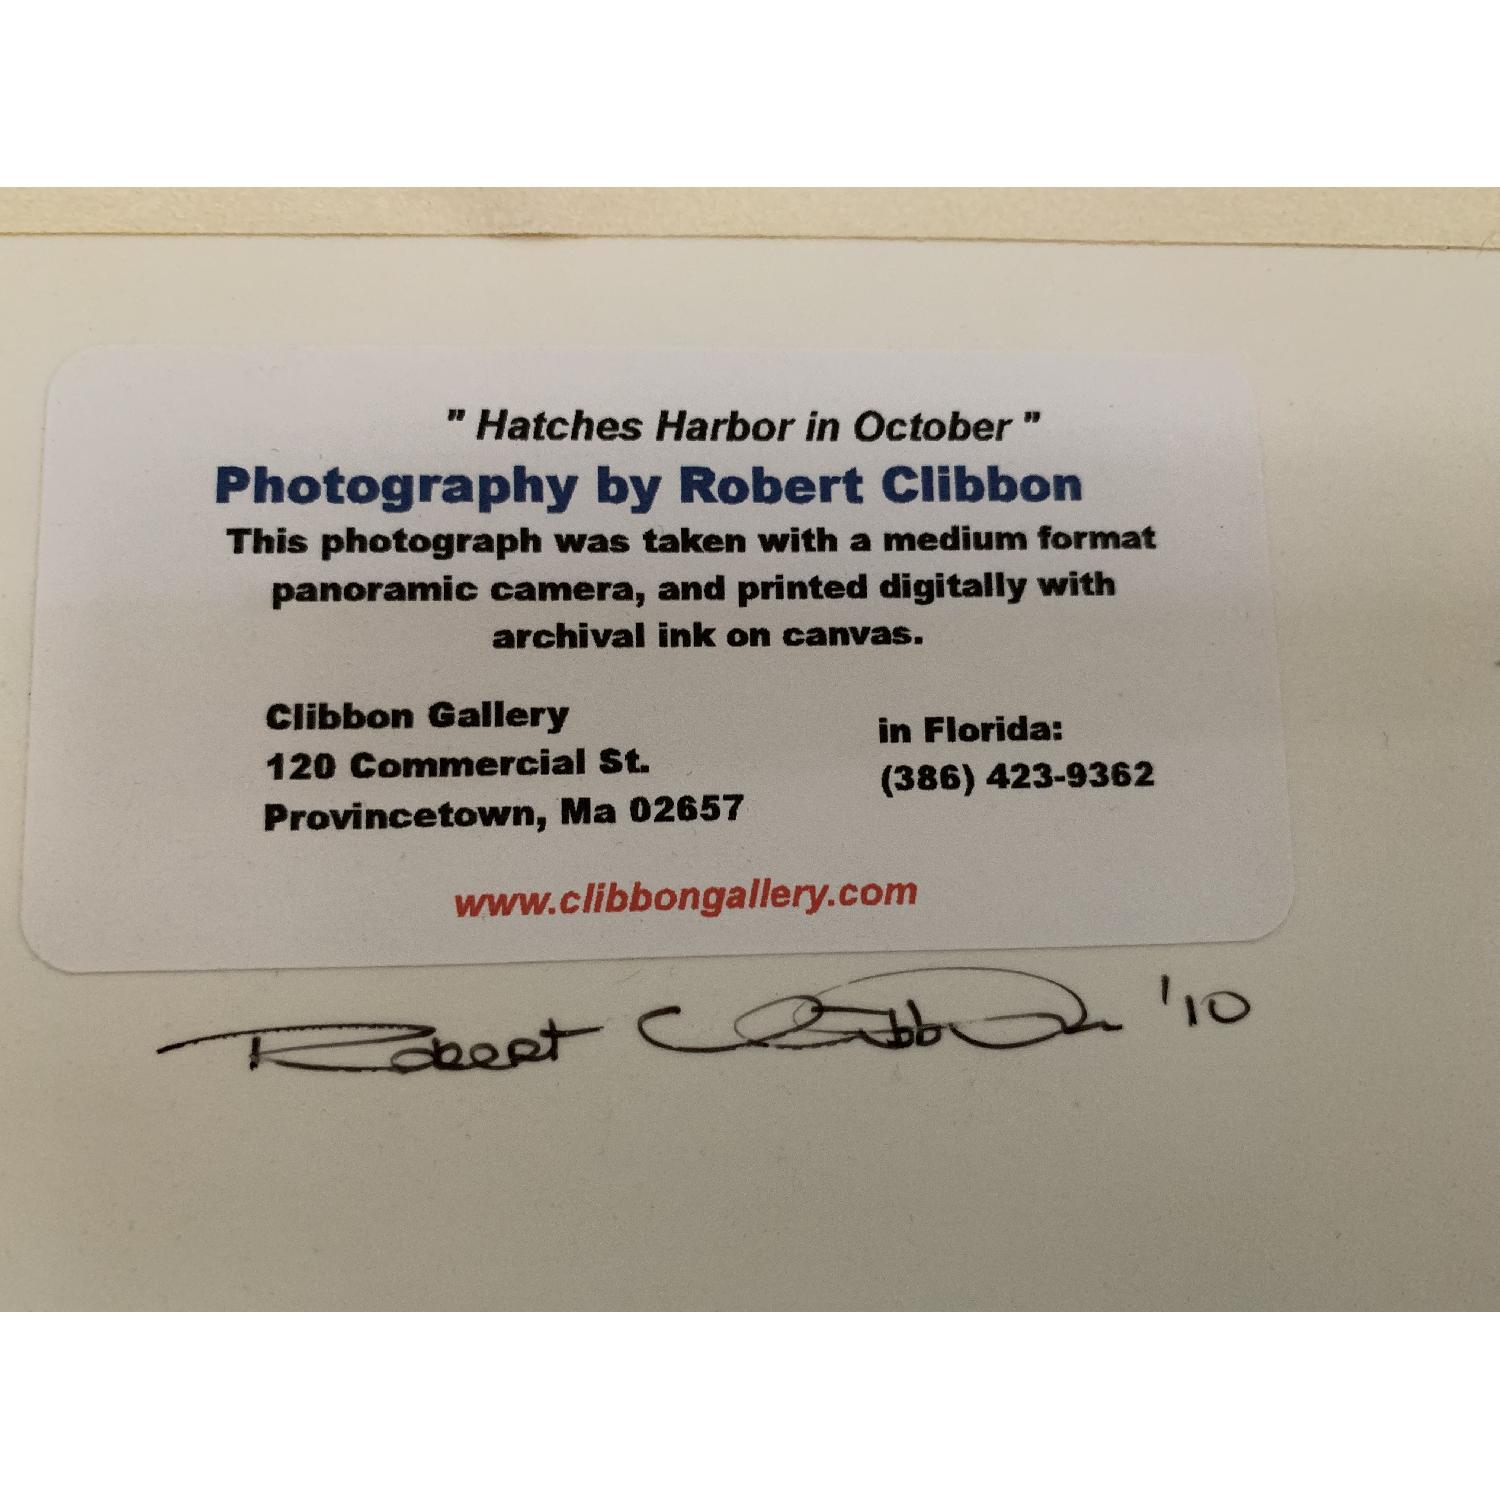 " Hatches Harbor in October "
Photography by Robert Clibbon
This photograph was taken with a medium format
panoramic camera, and printed digitally with
archival ink on canvas.
Clibbon Gallery
120 Commercial St.
Provincetown, Ma 02657
in Florida:
(386) 423-9362
www.clibbongallery.com
Robert Clibbon '10